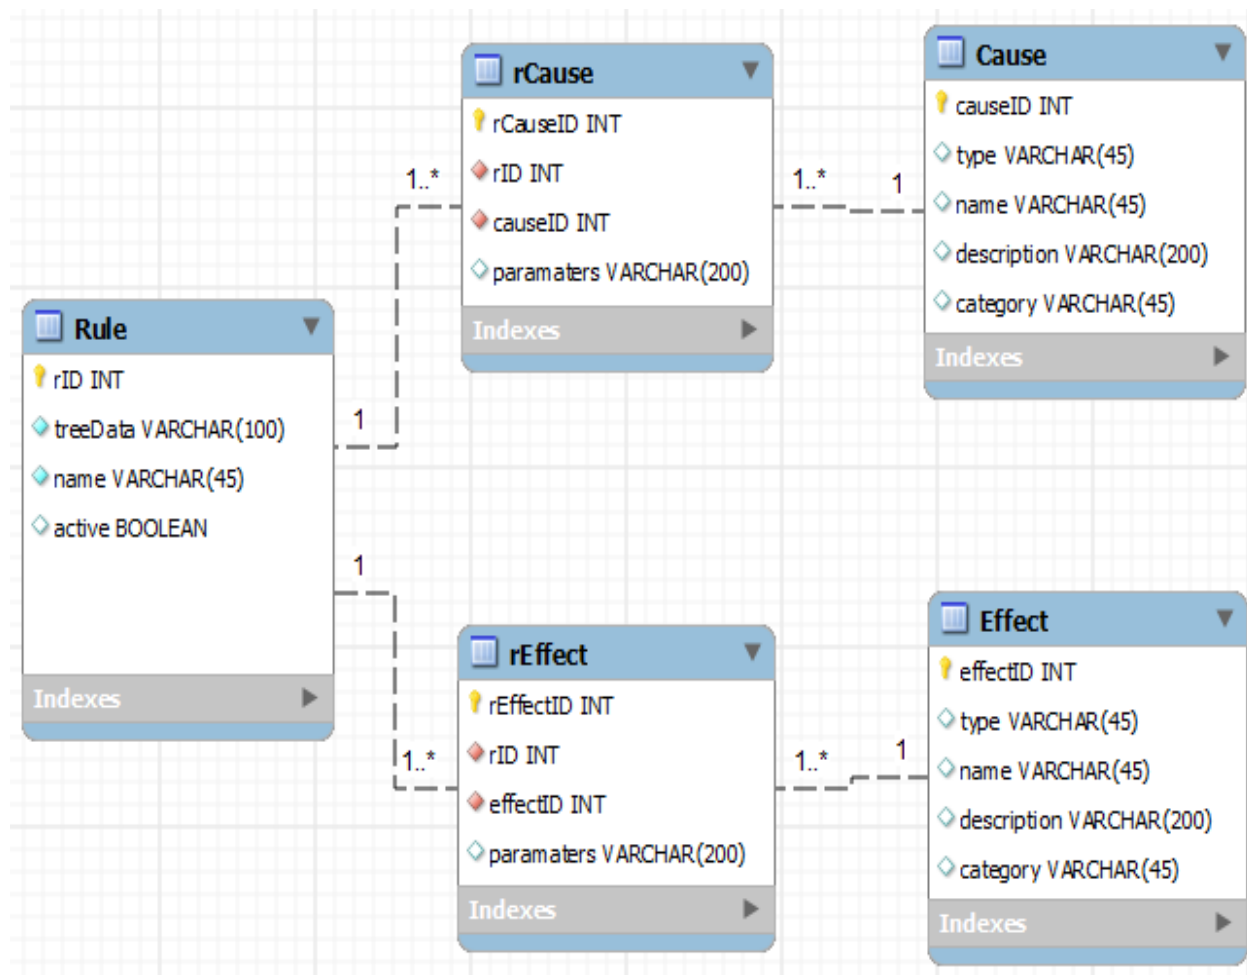 rCause
rCauseID INT
rID INT
causeID INT
paramaters VARCHAR(200)
Indexes
Cause
causeID INT
type VARCHAR(45)
name VARCHAR(45)
description VARCHAR(200)
category VARCHAR(45)
Indexes
1..*
1..*
1
Rule
rID INT
treeData VARCHAR(100)
name VARCHAR(45)
active BOOLEAN
Indexes
1
1
1..*
rEffect
rEffectID INT
rID INT
effectID INT
paramaters VARCHAR(200)
Indexes
1..*
1
Effect
effectID INT
type VARCHAR(45)
name VARCHAR(45)
description VARCHAR(200)
category VARCHAR(45)
Indexes